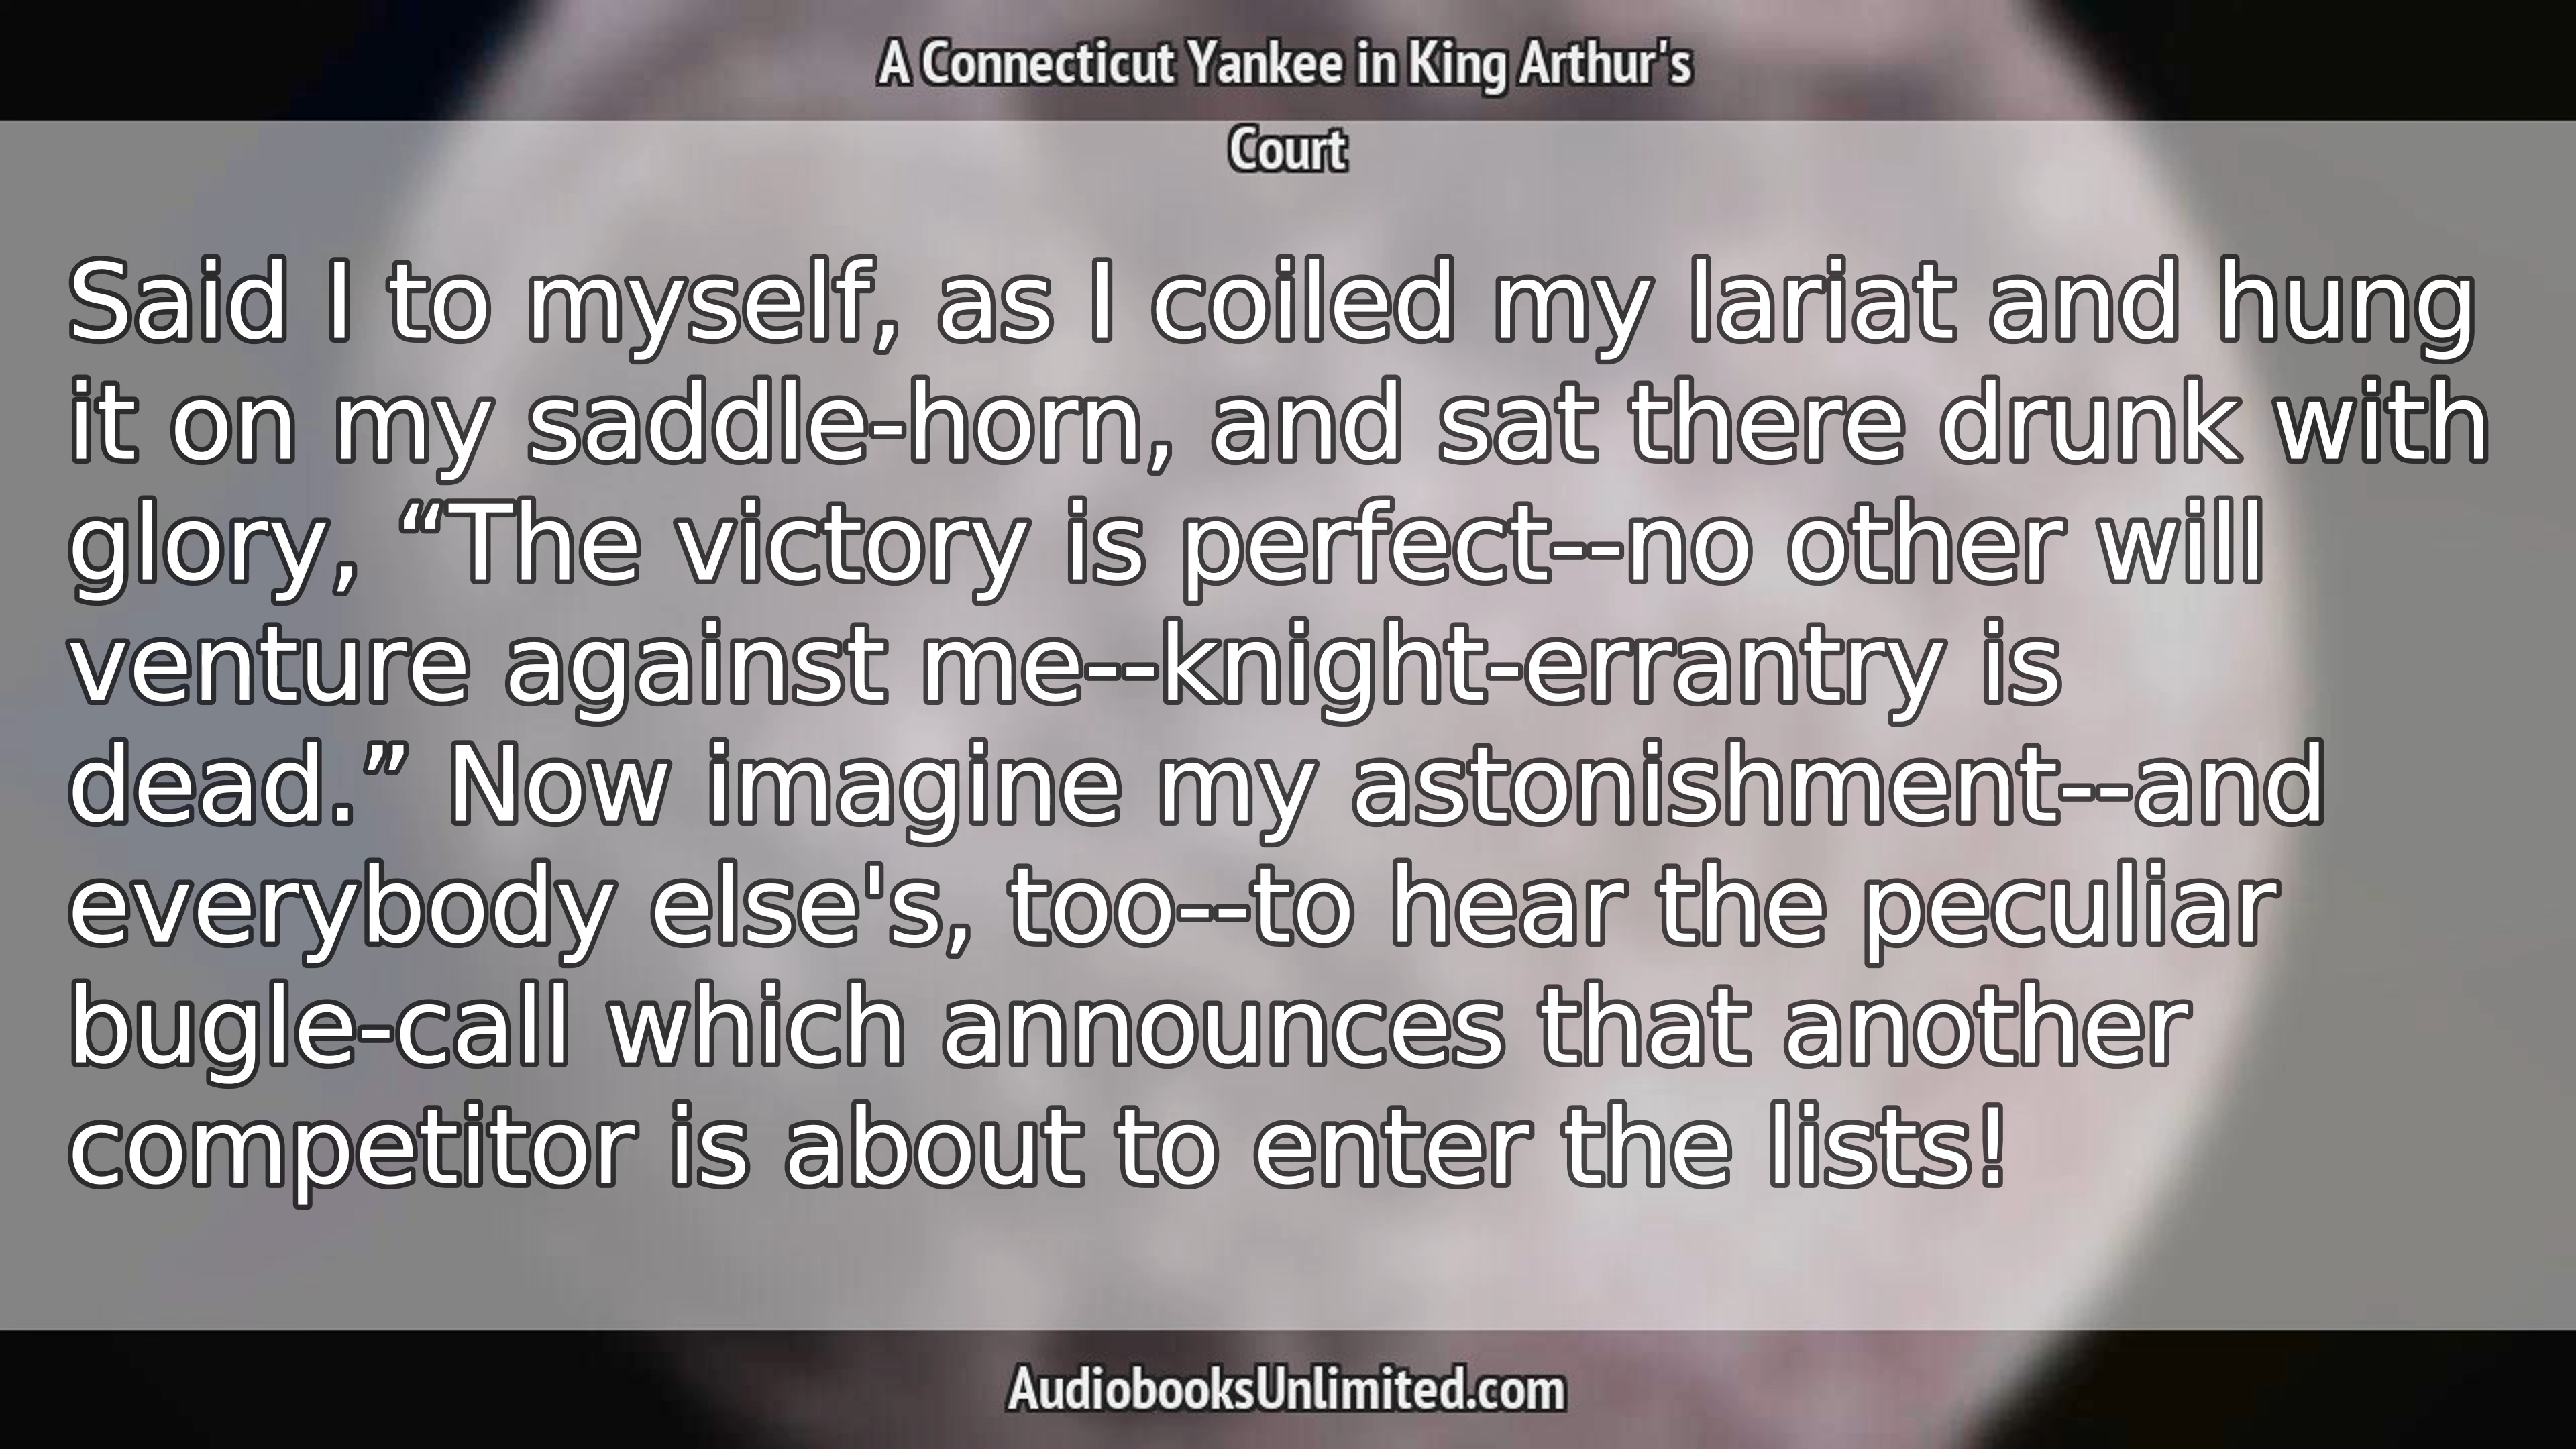 A Connecticut Yankee in King Arthur's
Court
Said I to myself, as I coiled my lariat and hung
it on my saddle-horn, and sat there drunk with
glory, “The victory is perfect--no other will
venture against me--knight-errantry is
dead.” Now imagine my astonishment--and
everybody else's, too--to hear the peculiar
bugle-call which announces that another
competitor is about to enter the lists!
AudiobooksUnlimited.com